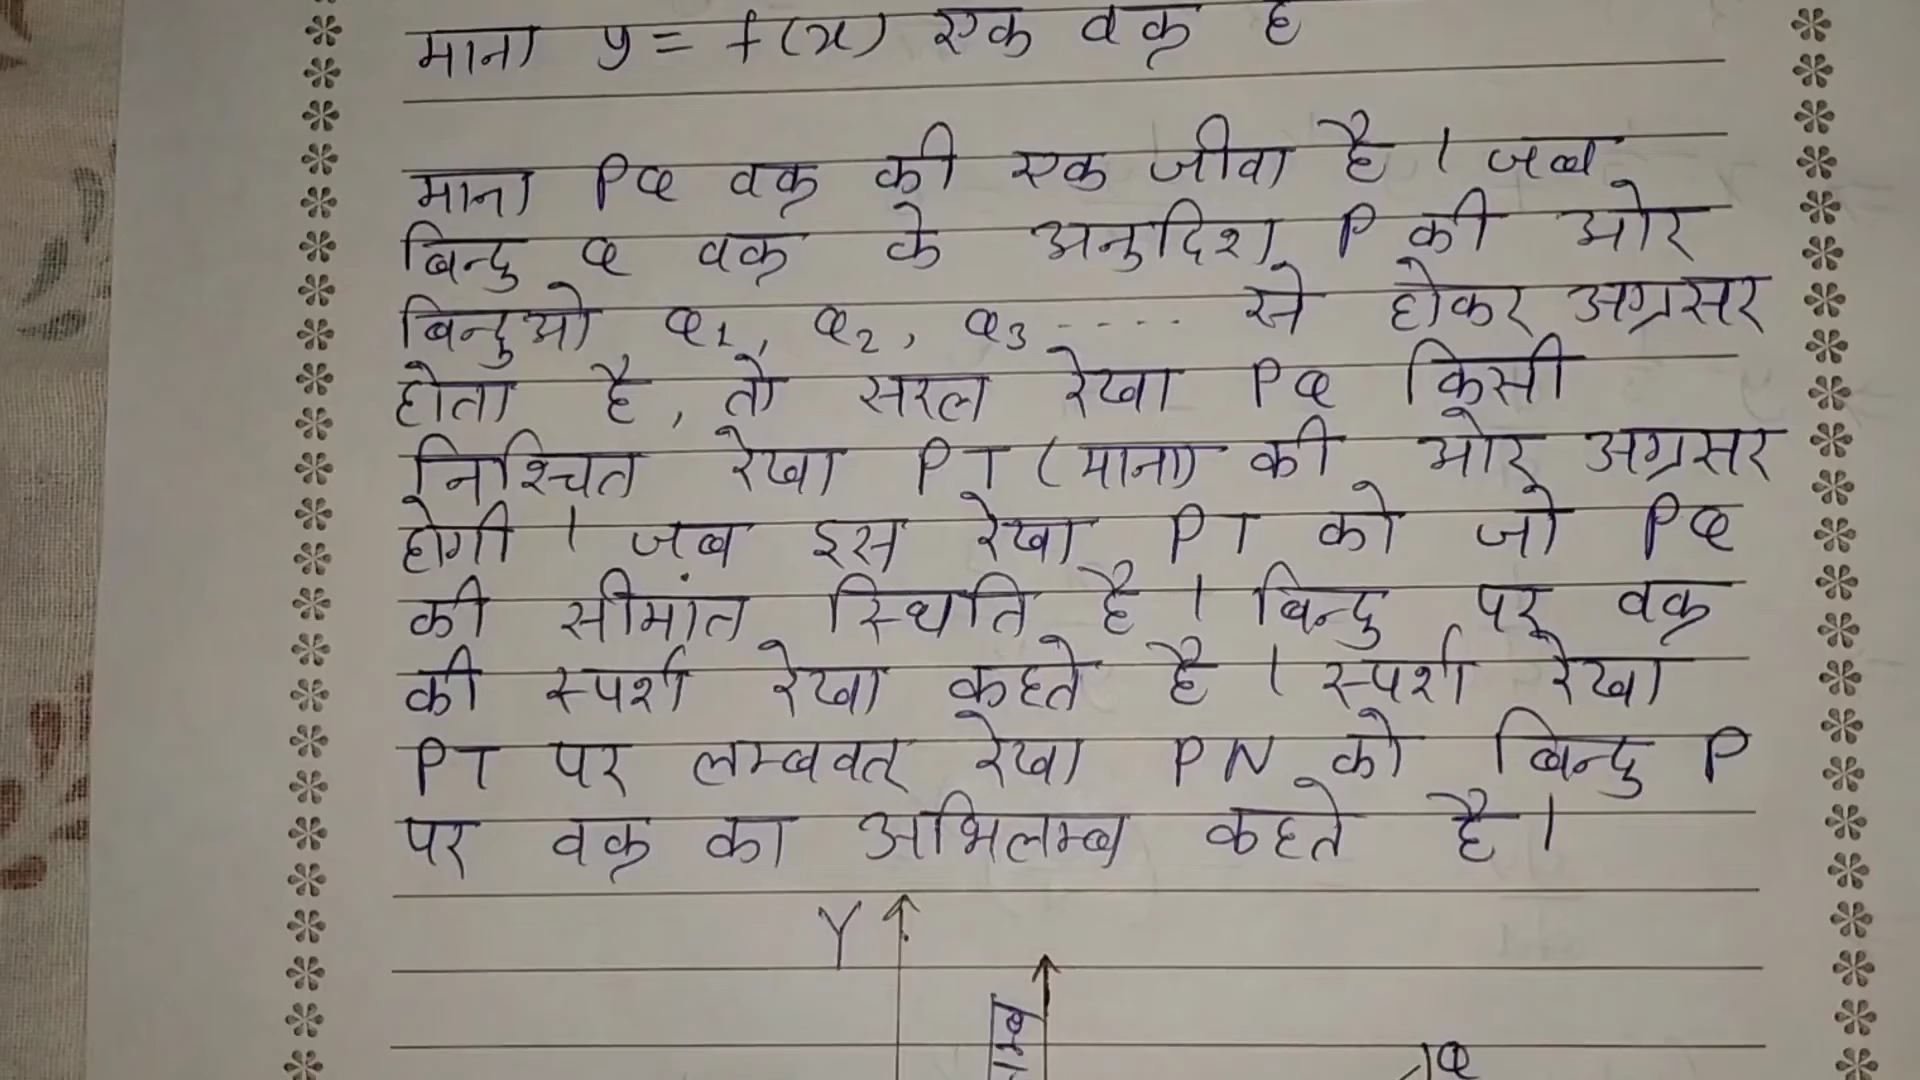 माना y = f(x) एक वक्र है
माना PQ वक्र की एक जीवा है । जब
बिन्दु Q वक्र के अनुदिश P की ओर
बिन्दुओ Q1, Q2, Q3 ----- से होकर अग्रसर
होता है, तो सरल रेखा PQ किसी
निश्चित रेखा PT (माना) की ओर अग्रसर
होगी । जब इस रेखा PT को जो PQ
की सीमांत स्थिति है । बिन्दु पर वक्र
की स्पर्श रेखा कहते है । स्पर्श रेखा
PT पर लम्बवत रेखा PN को बिन्दु P
पर वक्र का अभिलम्ब कहते है ।
Y
Q